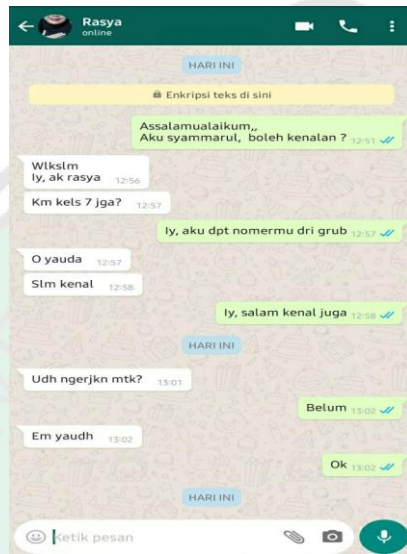 Rasya
online
HARI INI
Enkripsi teks di sini
Assalamualaikum,,
Aku syammarul, boleh kenalan ? 12:51
Wlkslm
Iy, ak rasya 12:56
Km kels 7 jga? 12:57
Iy, aku dpt nomermu dri grub 12:57
O yauda 12:57
Slm kenal 12:58
Iy, salam kenal juga 12:58
HARI INI
Udh ngerjkn mtk? 13:01
Belum 13:02
Em yaudh 13:02
Ok 13:02
HARI INI
Ketik pesan